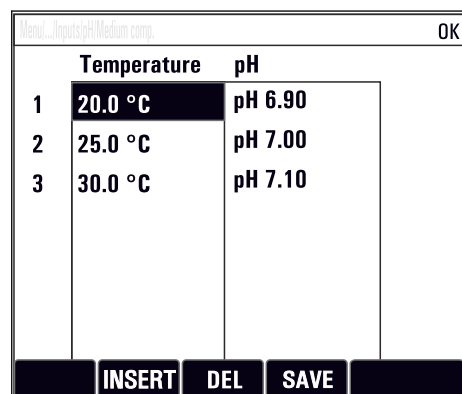 Menu/.../Inputs/pH/Medium comp. OK
Temperature pH
1 20.0 °C pH 6.90
2 25.0 °C pH 7.00
3 30.0 °C pH 7.10
INSERT DEL SAVE